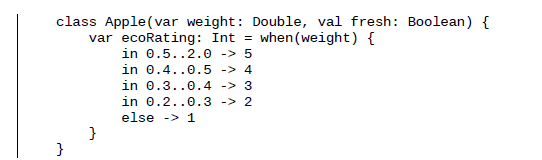 class Apple(var weight: Double, val fresh: Boolean) {
    var ecoRating: Int = when(weight) {
        in 0.5..2.0 -> 5
        in 0.4..0.5 -> 4
        in 0.3..0.4 -> 3
        in 0.2..0.3 -> 2
        else -> 1
    }
}